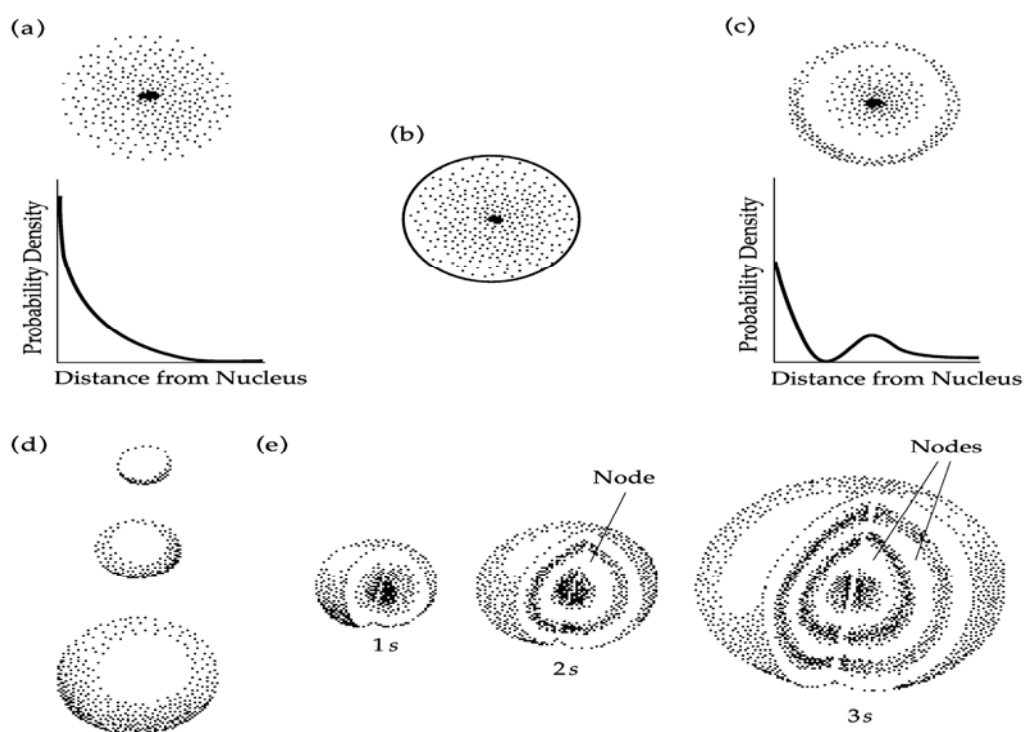 (a)
(c)
(b)
Probability Density
Distance from Nucleus
Probability Density
Distance from Nucleus
(d)
(e)
Node
Nodes
1s
2s
3s